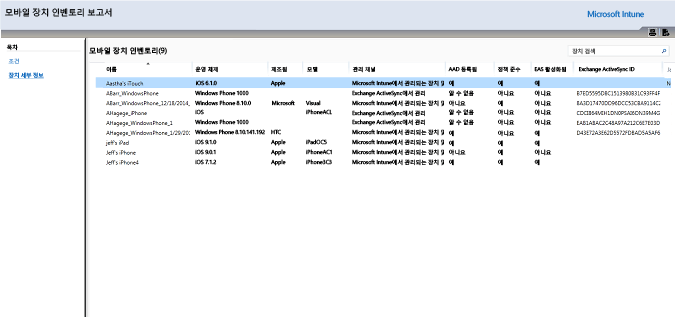 모바일 장치 인벤토리 보고서
Microsoft Intune
목차
조건
장치 세부 정보
모바일 장치 인벤토리(9)
장치 검색
이름 운영 체제 제조원 모델 관리 채널 AAD 등록됨 정책 준수 EAS 활성화됨 Exchange ActiveSync ID
Aastha's iTouch iOS 6.1.0 Apple Microsoft Intune에서 관리되는 장치 및 예 예 예
ABarr_WindowsPhone Windows Phone 1000 Exchange ActiveSync에서 관리 알 수 없음 아니요 아니요 B7ED5595DBC1513980831C93FF4F
ABarr_WindowsPhone_12/18/2014_ Windows Phone 8.10.0 Microsoft Visual Microsoft Intune에서 관리되는 장치 및 아니요 예 아니요 BA3D17470DD96DCC53CBA9114C2
AHagege_iPhone iOS iPhoneACL Exchange ActiveSync에서 관리 알 수 없음 아니요 아니요
AHagege_WindowsPhone_1 Windows Phone 1000 Exchange ActiveSync에서 관리 알 수 없음 아니요 아니요
AHagege_WindowsPhone_1/29/20 Windows Phone 8.10.141.192 HTC Microsoft Intune에서 관리되는 장치 및 예 예 아니요
jeff's iPad iOS 9.1.0 Apple iPadOC5 Microsoft Intune에서 관리되는 장치 및 예 예 예
Jeff's iPhone iOS 9.0.1 Apple iPhoneAC1 Microsoft Intune에서 관리되는 장치 및 아니요 예 아니요
Jeff's iPhone4 iOS 7.1.2 Apple iPhone3C3 Microsoft Intune에서 관리되는 장치 및 예 예 예